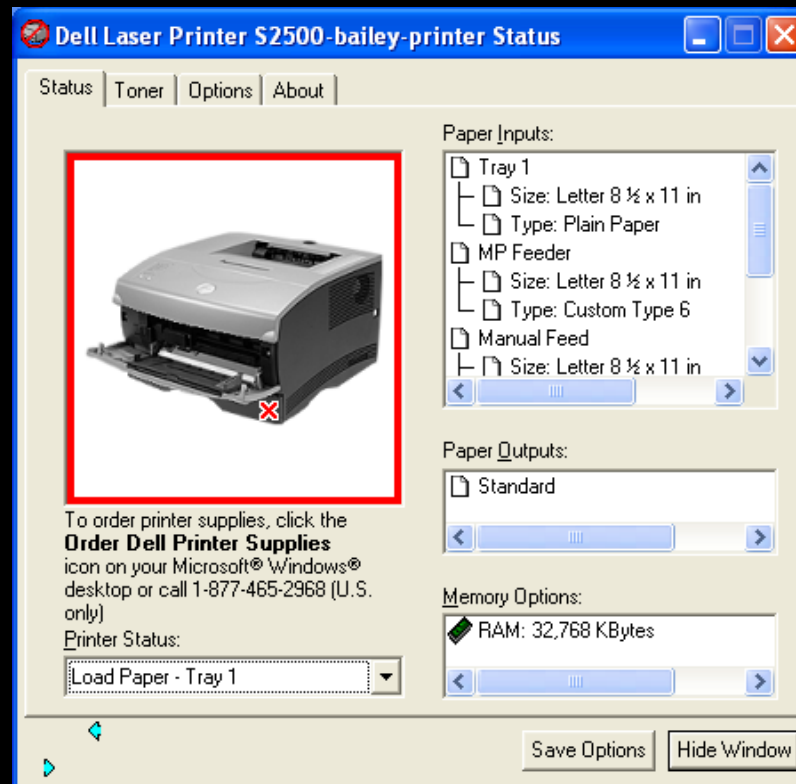 Dell Laser Printer S2500-bailey-printer Status
Status
Toner
Options
About
To order printer supplies, click the
Order Dell Printer Supplies
icon on your Microsoft® Windows®
desktop or call 1-877-465-2968 (U.S.
only)
Printer Status:
Load Paper - Tray 1
Paper Inputs:
Tray 1
Size: Letter 8 ½ x 11 in
Type: Plain Paper
MP Feeder
Size: Letter 8 ½ x 11 in
Type: Custom Type 6
Manual Feed
Size: Letter 8 ½ x 11 in
Paper Outputs:
Standard
Memory Options:
RAM: 32,768 KBytes
Save Options
Hide Window